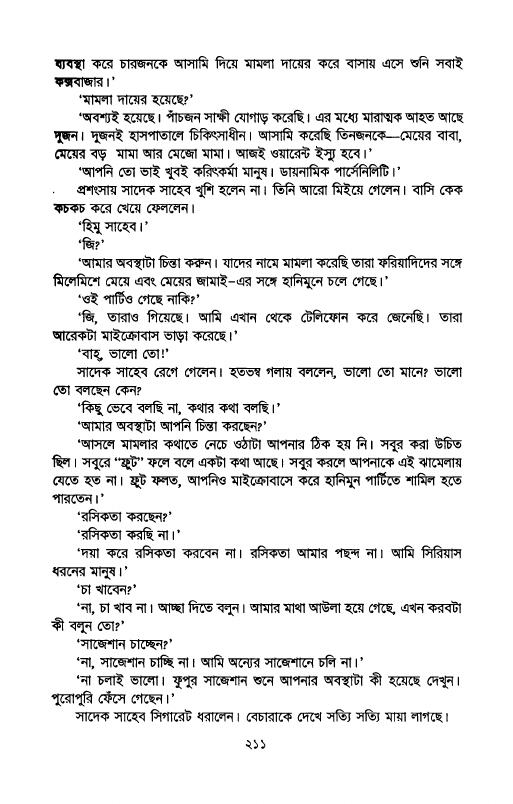 ব্যবস্থা করে চারজনকে আসামি দিয়ে মামলা দায়ের করে বাসায় এসে শুনি সবাই
কক্সবাজার।’
‘মামলা দায়ের হয়েছে?’
‘অবশ্যই হয়েছে। পাঁচজন সাক্ষী যোগাড় করেছি। এর মধ্যে মারাত্মক আহত আছে
দুজন। দুজনই হাসপাতালে চিকিৎসাধীন। আসামি করেছি তিনজনকে—মেয়ের বাবা,
মেয়ের বড় মামা আর মেজো মামা। আজই ওয়ারেন্ট ইস্যু হবে।’
‘আপনি তো ভাই খুবই করিৎকর্মা মানুষ। ডায়নামিক পার্সোনিলিটি।’
প্রশংসায় সাদেক সাহেব খুশি হলেন না। তিনি আরো মিইয়ে গেলেন। বাসি কেক
কচকচ করে খেয়ে ফেললেন।
‘হিমু সাহেব।’
‘জ্বি?’
‘আমার অবস্থাটা চিন্তা করুন। যাদের নামে মামলা করেছি তারা ফরিয়াদিদের সঙ্গে
মিলেমিশে মেয়ে এবং মেয়ের জামাই-এর সঙ্গে হানিমুনে চলে গেছে।’
‘ওই পার্টিও গেছে নাকি?’
‘জ্বি, তারাও গিয়েছে। আমি এখান থেকে টেলিফোন করে জেনেছি। তারা
আরেকটা মাইক্রোবাস ভাড়া করেছে।’
‘বাহ্, ভালো তো!’
সাদেক সাহেব রেগে গেলেন। হতভম্ব গলায় বললেন, ভালো তো মানে? ভালো
তো বলছেন কেন?
‘কিছু ভেবে বলছি না, কথার কথা বলছি।’
‘আমার অবস্থাটা আপনি চিন্তা করছেন?’
‘আসলে মামলার কথাতে নেচে ওঠাটা আপনার ঠিক হয় নি। সবুর করা উচিত
ছিল। সবুরে “ফ্রুট” ফলে বলে একটা কথা আছে। সবুর করলে আপনাকে এই ঝামেলায়
যেতে হত না। ফ্রুট ফলত, আপনিও মাইক্রোবাসে করে হানিমুন পার্টিতে শামিল হতে
পারতেন।’
‘রসিকতা করছেন?’
‘রসিকতা করছি না।’
‘দয়া করে রসিকতা করবেন না। রসিকতা আমার পছন্দ না। আমি সিরিয়াস
ধরনের মানুষ।’
‘চা খাবেন?’
‘না, চা খাব না। আচ্ছা দিতে বলুন। আমার মাথা আউলা হয়ে গেছে, এখন করবটা
কী বলুন তো?’
‘সাজেশান চাচ্ছেন?’
‘না, সাজেশান চাচ্ছি না। আমি অন্যের সাজেশানে চলি না।’
‘না চলাই ভালো। ফুপুর সাজেশান শুনে আপনার অবস্থাটা কী হয়েছে দেখুন।
পুরোপুরি ফেঁসে গেছেন।’
সাদেক সাহেব সিগারেট ধরালেন। বেচারাকে দেখে সত্যি সত্যি মায়া লাগছে।
২১১